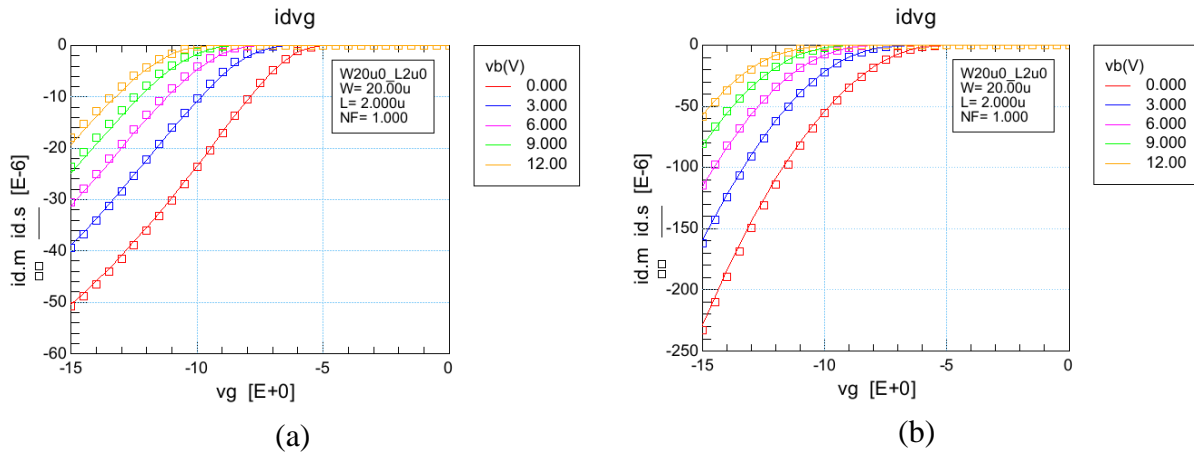 idvg
0
-10
-20
-30
-40
-50
-60
-15
-10
-5
0
id.m id.s [E-6]
vg [E+0]
W20u0_L2u0
W= 20.00u
L= 2.000u
NF= 1.000
vb(V)
0.000
3.000
6.000
9.000
12.00
(a)
idvg
0
-50
-100
-150
-200
-250
-15
-10
-5
0
id.m id.s [E-6]
vg [E+0]
W20u0_L2u0
W= 20.00u
L= 2.000u
NF= 1.000
vb(V)
0.000
3.000
6.000
9.000
12.00
(b)